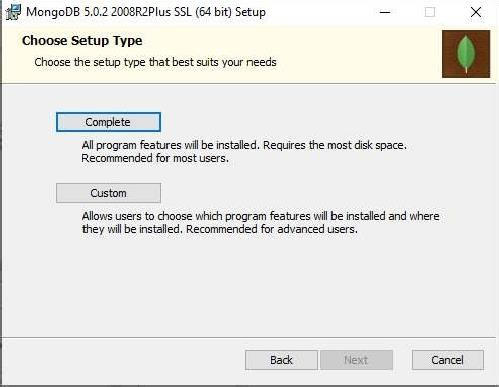 MongoDB 5.0.2 2008R2Plus SSL (64 bit) Setup
Choose Setup Type
Choose the setup type that best suits your needs
Complete
All program features will be installed. Requires the most disk space.
Recommended for most users.
Custom
Allows users to choose which program features will be installed and where
they will be installed. Recommended for advanced users.
Back Next Cancel